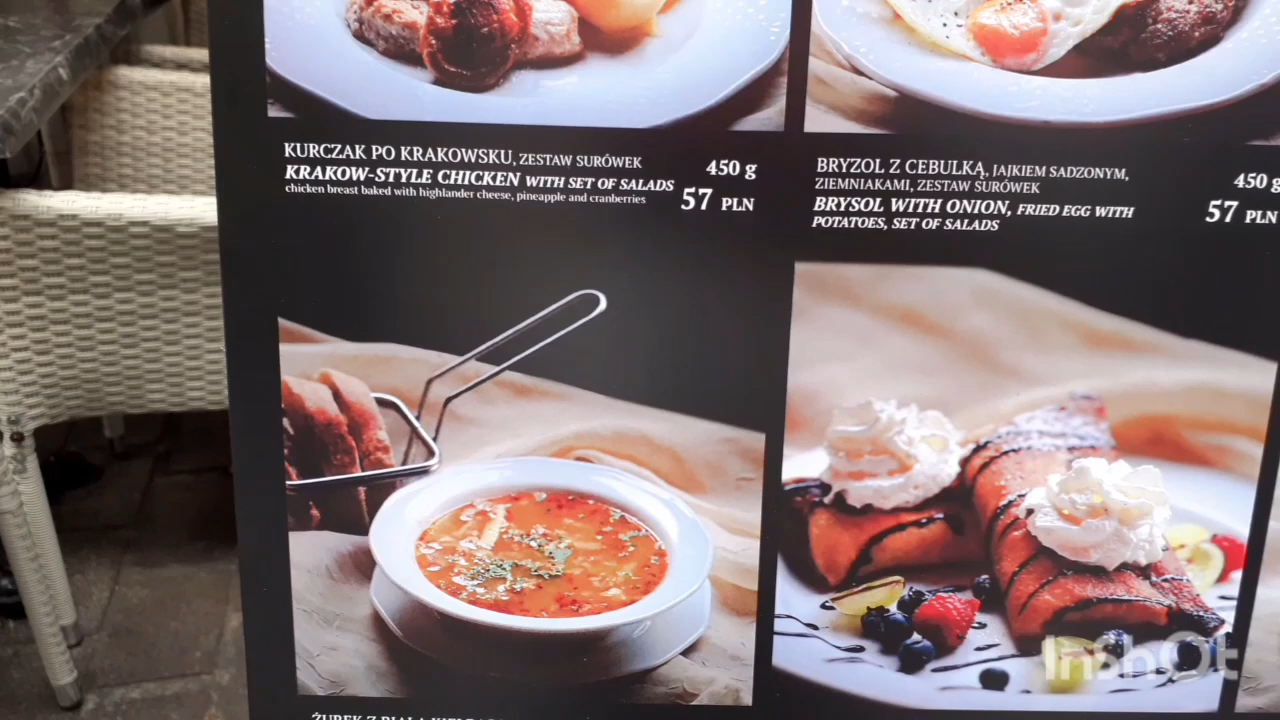 KURCZAK PO KRAKOWSKU, ZESTAW SURÓWEK
450 g
KRAKOW-STYLE CHICKEN WITH SET OF SALADS
chicken breast baked with highlander cheese, pineapple and cranberries
57 PLN
BRYZOL Z CEBULKĄ, JAJKIEM SADZONYM,
ZIEMNIAKAMI, ZESTAW SURÓWEK
450 g
BRYSOL WITH ONION, FRIED EGG WITH
POTATOES, SET OF SALADS
57 PLN
InShOt
ŻUREK Z BIAŁĄ